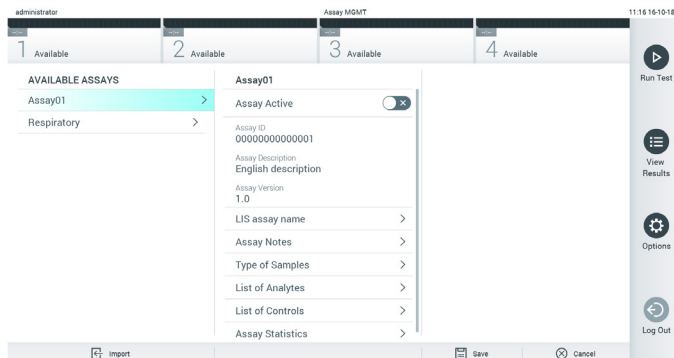 administrator
Assay MGMT
11:16 16-10-18
1 Available
2 Available
3 Available
4 Available
Run Test
View
Results
Options
Log Out
AVAILABLE ASSAYS
Assay01
Respiratory
Assay01
Assay Active
Assay ID
00000000000001
Assay Description
English description
Assay Version
1.0
LIS assay name
Assay Notes
Type of Samples
List of Analytes
List of Controls
Assay Statistics
Import
Save
Cancel